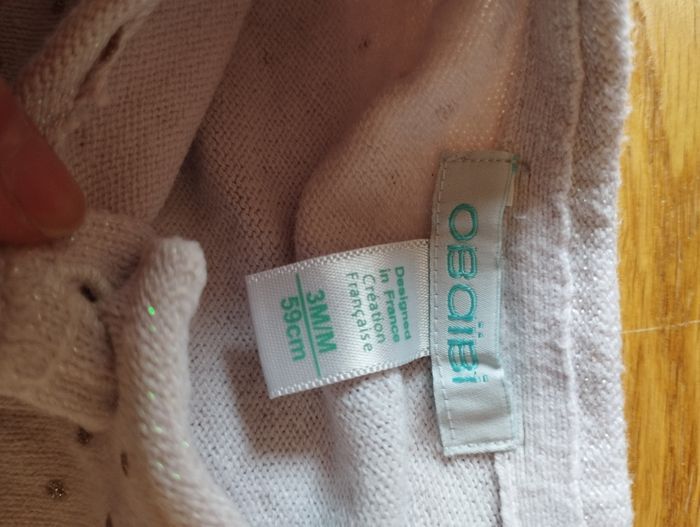 OBaïBi
Designed
in France
Création
Française
3M/M
59cm